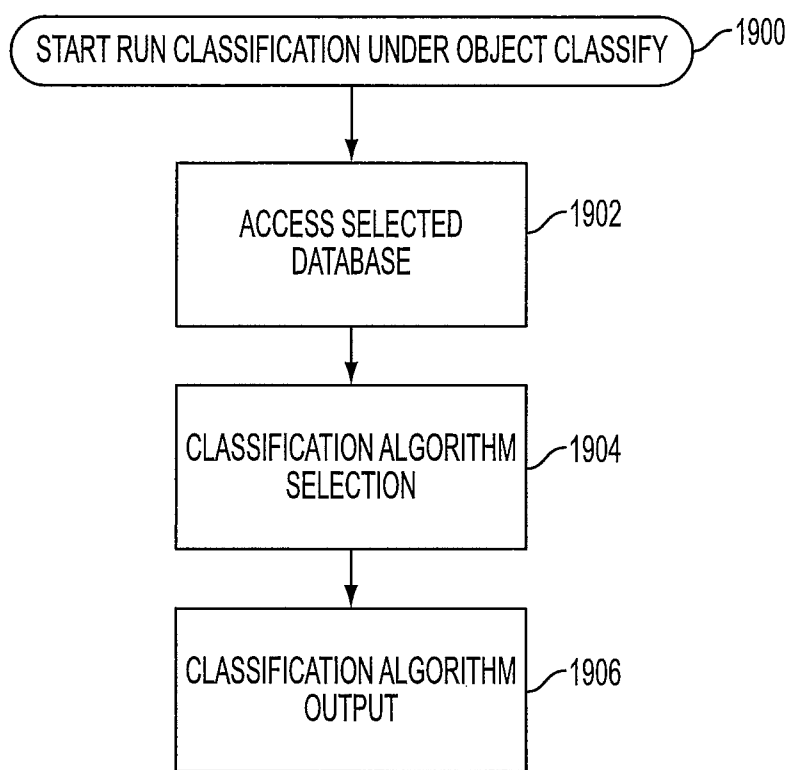 START RUN CLASSIFICATION UNDER OBJECT CLASSIFY
1900
ACCESS SELECTED
DATABASE
1902
CLASSIFICATION ALGORITHM
SELECTION
1904
CLASSIFICATION ALGORITHM
OUTPUT
1906